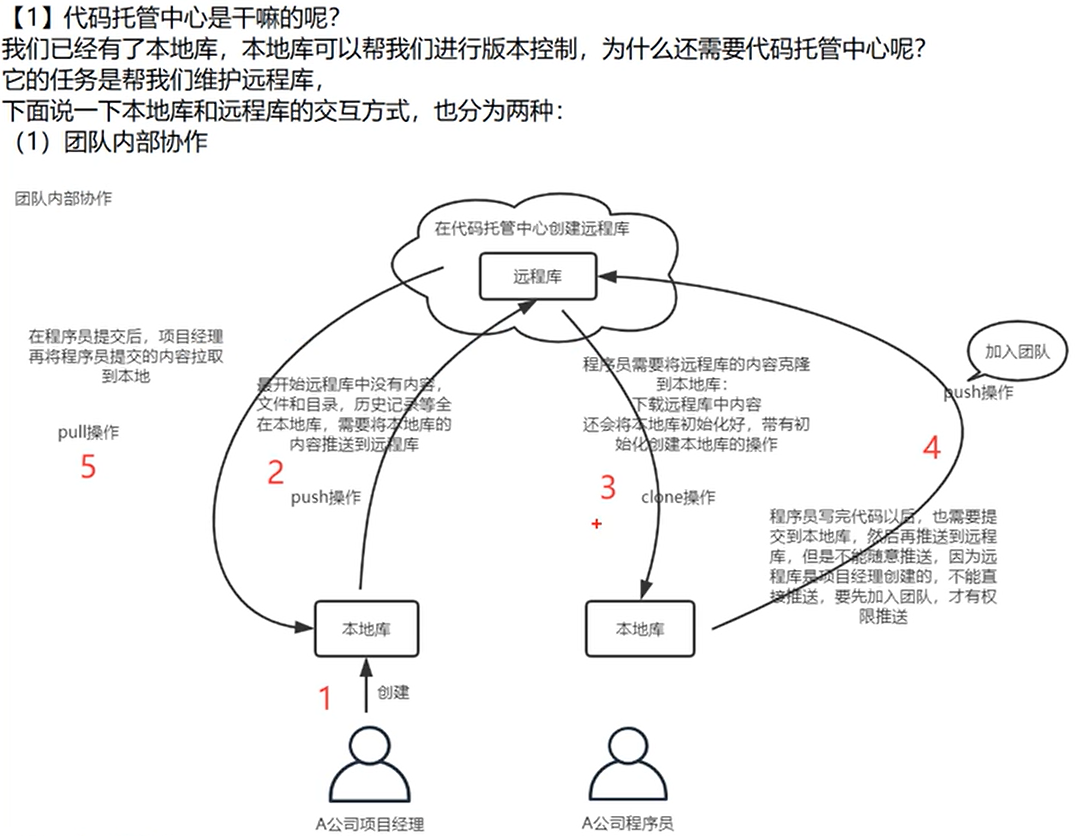 【1】代码托管中心是干嘛的呢?
我们已经有了本地库，本地库可以帮我们进行版本控制，为什么还需要代码托管中心呢?
它的任务是帮我们维护远程库，
下面说一下本地库和远程库的交互方式，也分为两种：
（1）团队内部协作
团队内部协作
在代码托管中心创建远程库
远程库
在程序员提交后，项目经理
再将程序员提交的内容拉取
到本地
pull操作
5
最开始远程库中没有内容，
文件和目录，历史记录等全
在本地库，需要将本地库的
内容推送到远程库
2
push操作
程序员需要将远程库的内容克隆
到本地库：
下载远程库中内容
还会将本地库初始化好，带有初
始化创建本地库的操作
3
clone操作
加入团队
push操作
4
程序员写完代码以后，也需要提
交到本地库，然后再推送到远程
库，但是不能随意推送，因为远
程库是项目经理创建的，不能直
接推送，要先加入团队，才有权
限推送
本地库
本地库
1
创建
A公司项目经理
A公司程序员